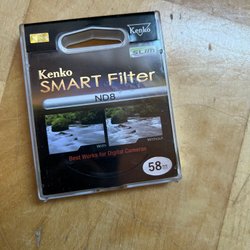 Kenko
SLIM
Kenko
SMART Filter
ND8
With
Without
Best Works for Digital Cameras
58mm